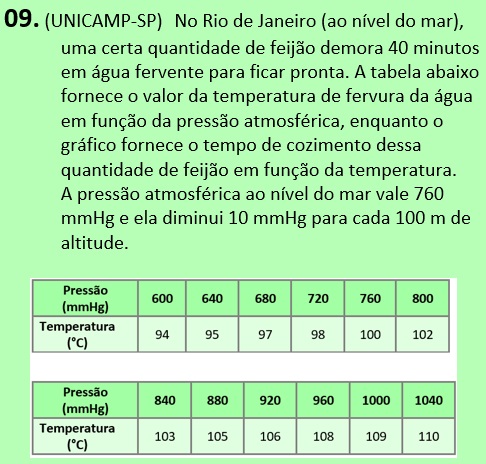 09. (UNICAMP-SP) No Rio de Janeiro (ao nível do mar),
uma certa quantidade de feijão demora 40 minutos
em água fervente para ficar pronta. A tabela abaixo
fornece o valor da temperatura de fervura da água
em função da pressão atmosférica, enquanto o
gráfico fornece o tempo de cozimento dessa
quantidade de feijão em função da temperatura.
A pressão atmosférica ao nível do mar vale 760
mmHg e ela diminui 10 mmHg para cada 100 m de
altitude.
Pressão
(mmHg) 600 640 680 720 760 800
Temperatura
(°C) 94 95 97 98 100 102
Pressão
(mmHg) 840 880 920 960 1000 1040
Temperatura
(°C) 103 105 106 108 109 110